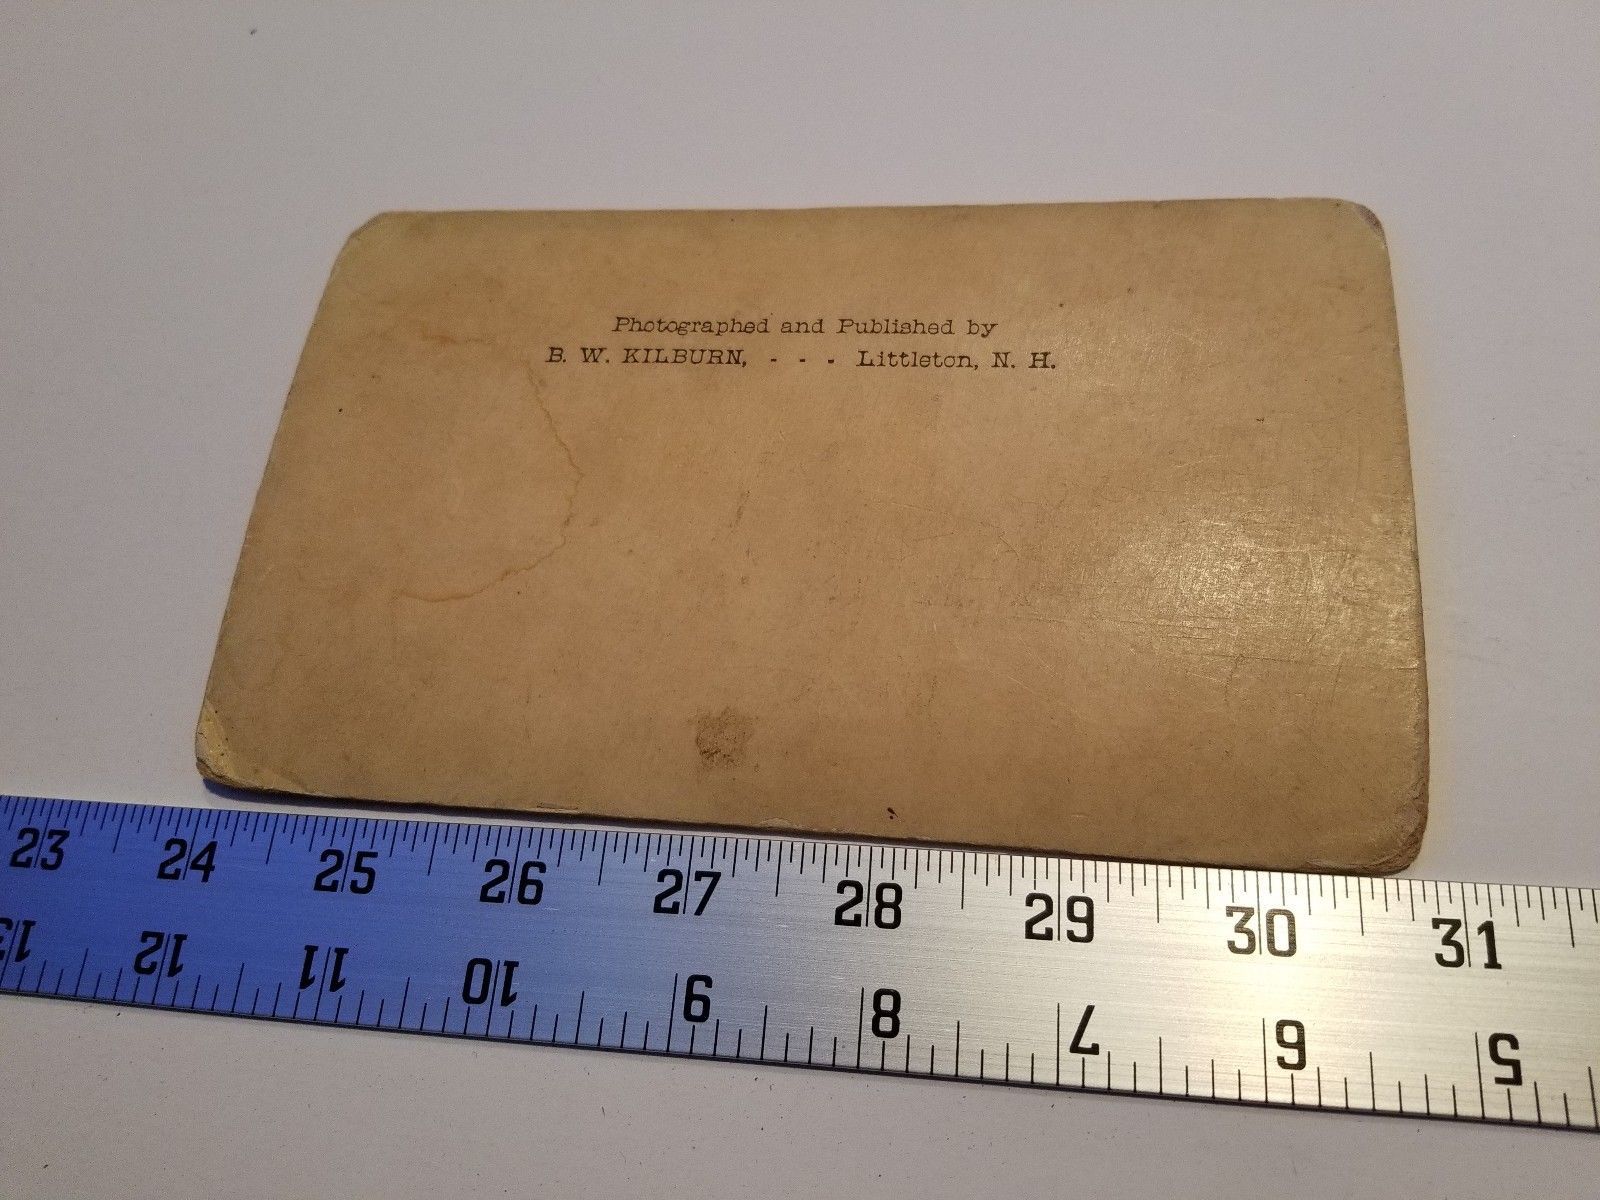 Photographed and Published by
B. W. KILBURN, - - - Littleton, N. H.
23 24 25 26 27 28 29 30 31
13 12 11 10 9 8 7 6 5